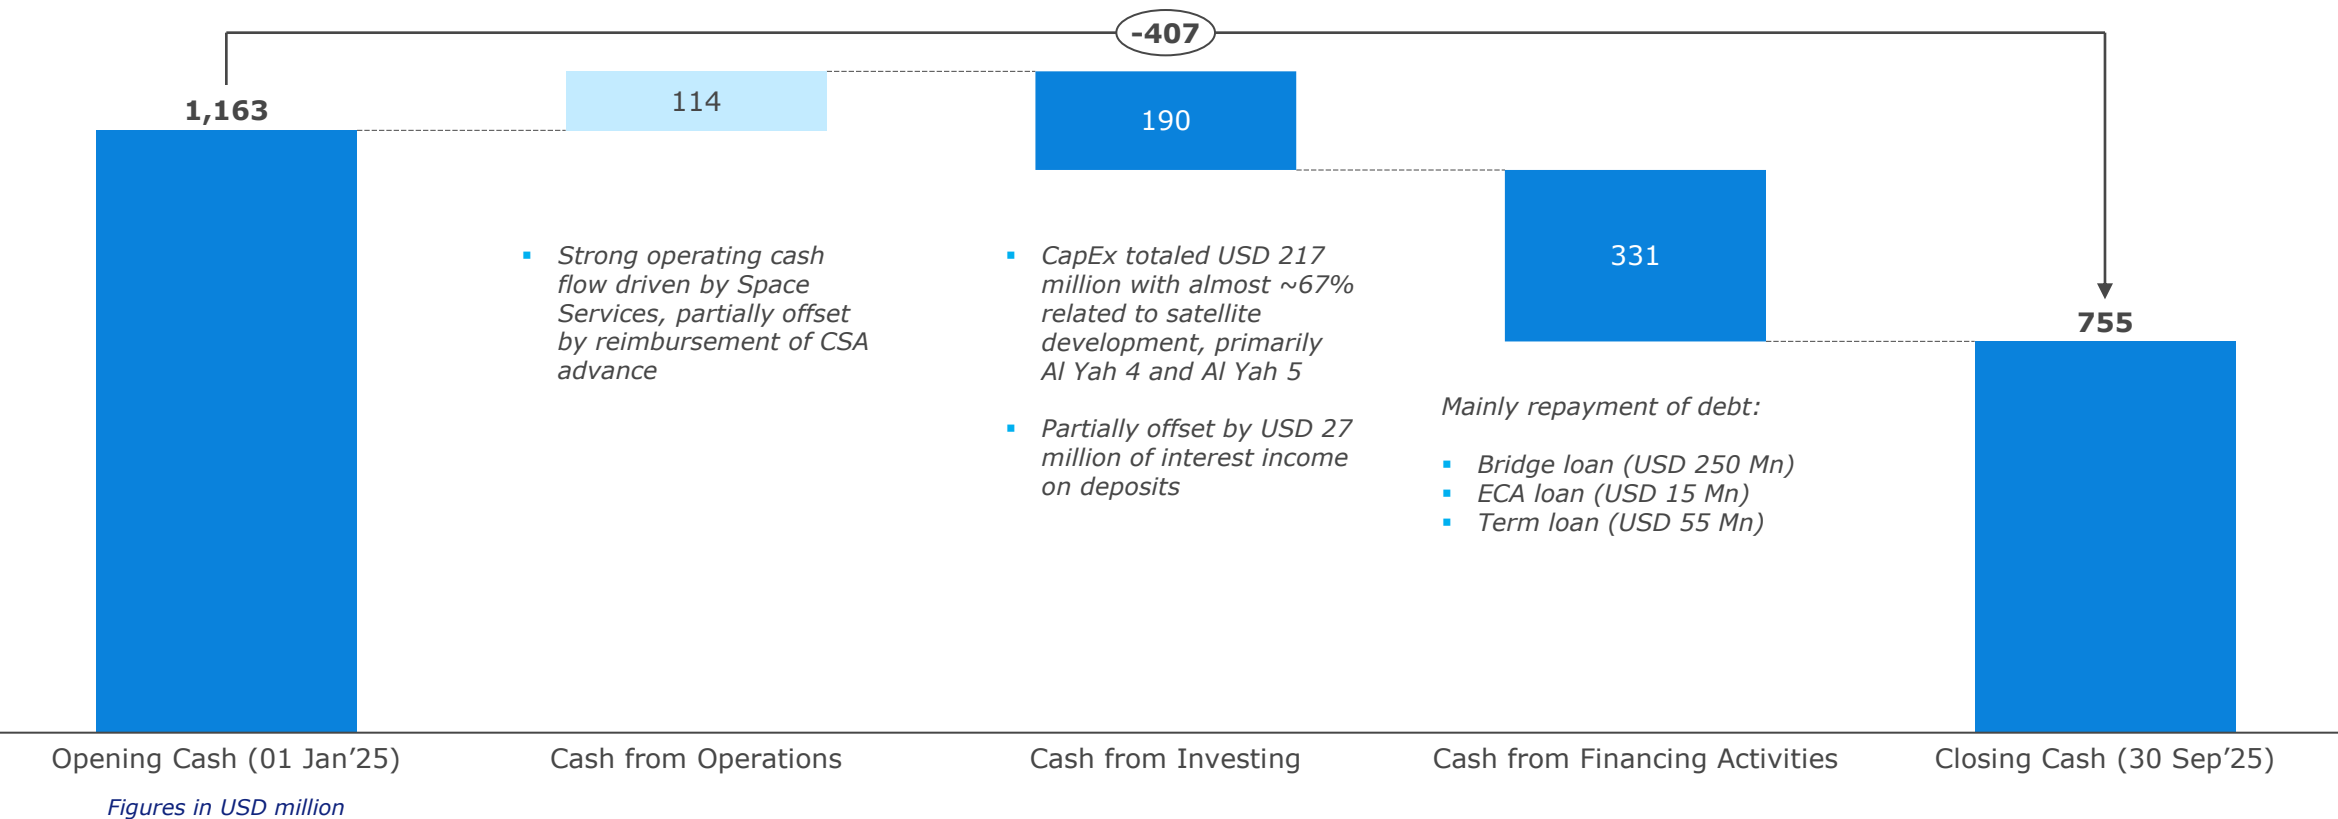 -407
1,163
114
190
331
755
▪ Strong operating cash
flow driven by Space
Services, partially offset
by reimbursement of CSA
advance
▪ CapEx totaled USD 217
million with almost ~67%
related to satellite
development, primarily
Al Yah 4 and Al Yah 5
▪ Partially offset by USD 27
million of interest income
on deposits
Mainly repayment of debt:
▪ Bridge loan (USD 250 Mn)
▪ ECA loan (USD 15 Mn)
▪ Term loan (USD 55 Mn)
Opening Cash (01 Jan’25)
Cash from Operations
Cash from Investing
Cash from Financing Activities
Closing Cash (30 Sep’25)
Figures in USD million